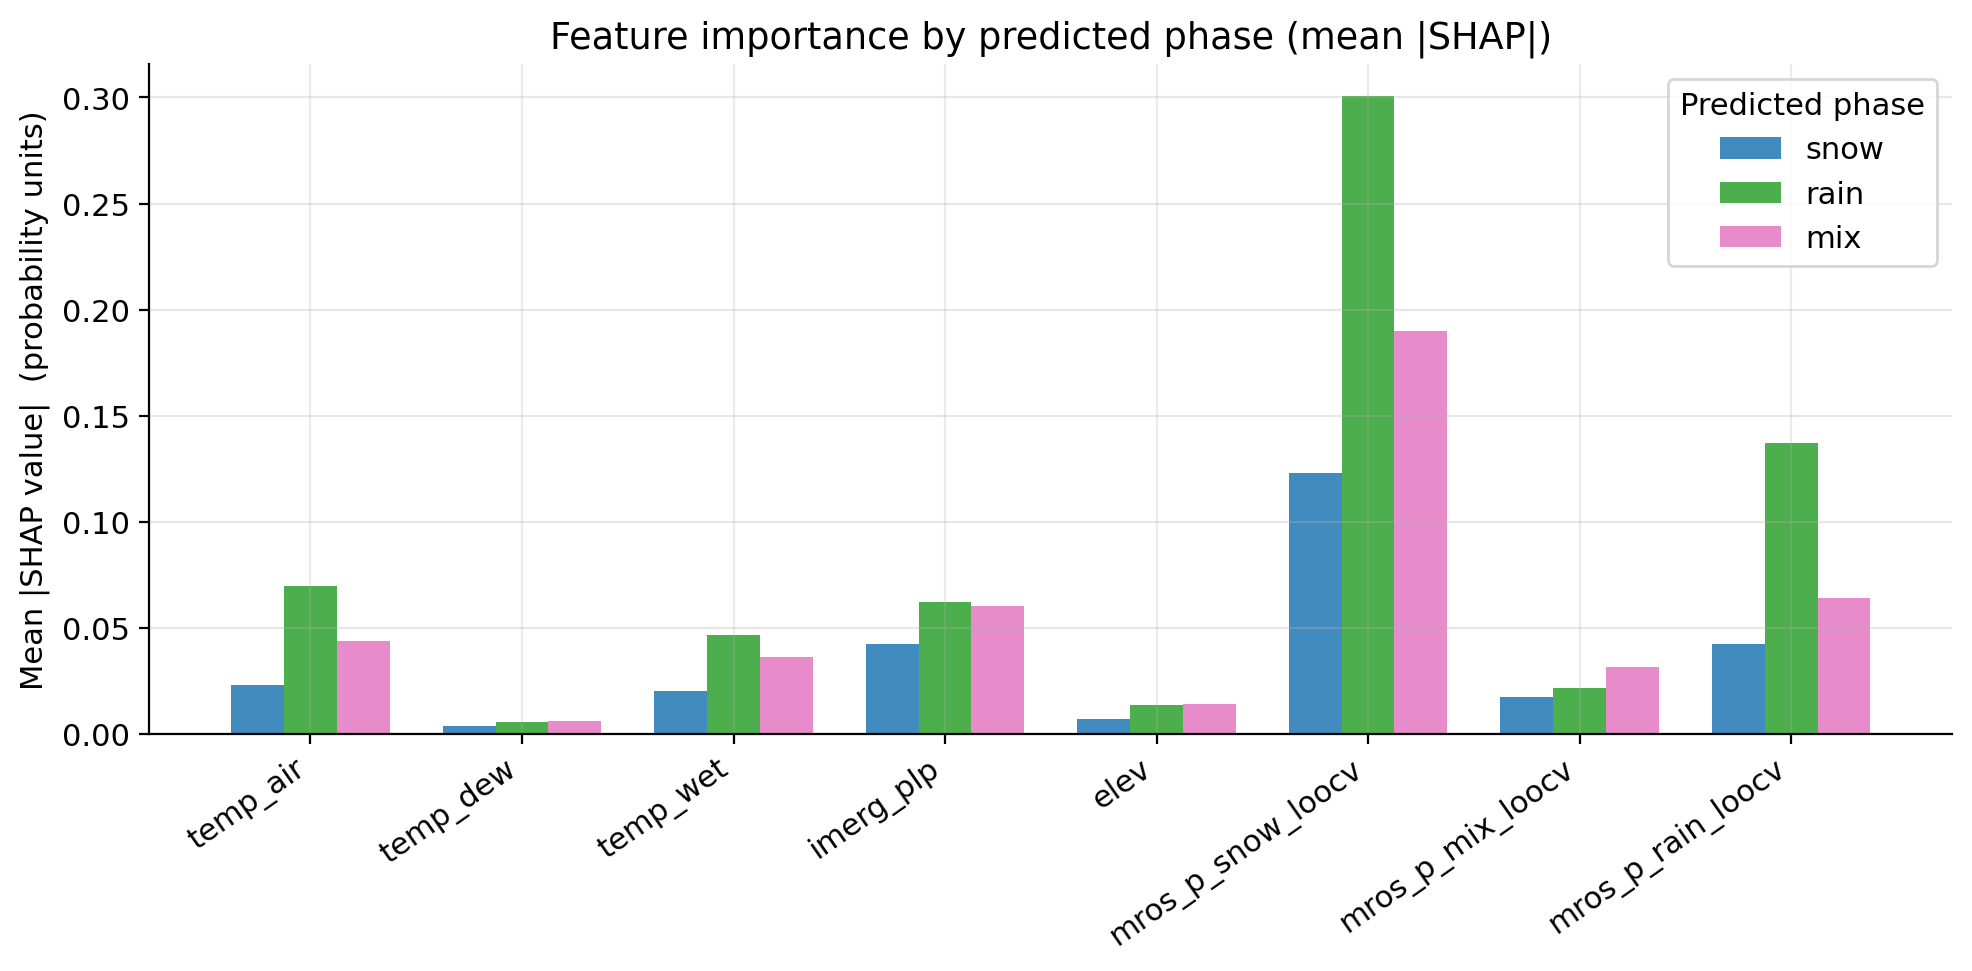 Feature importance by predicted phase (mean |SHAP|)
Mean |SHAP value|  (probability units)
0.30
0.25
0.20
0.15
0.10
0.05
0.00
Predicted phase
snow
rain
mix
temp_air
temp_dew
temp_wet
imerg_plp
elev
mros_p_snow_loocv
mros_p_mix_loocv
mros_p_rain_loocv